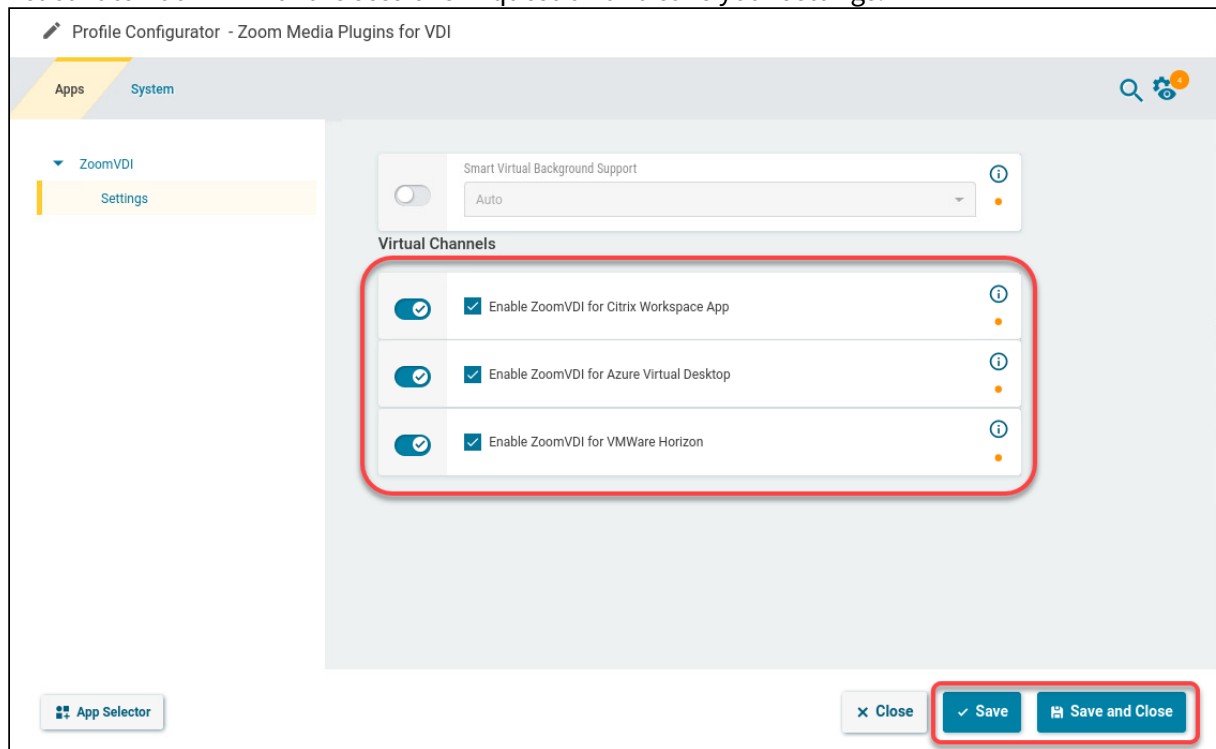 Profile Configurator - Zoom Media Plugins for VDI
Apps
System
4
ZoomVDI
Settings
Smart Virtual Background Support
Auto
Virtual Channels
Enable ZoomVDI for Citrix Workspace App
Enable ZoomVDI for Azure Virtual Desktop
Enable ZoomVDI for VMWare Horizon
App Selector
Close
Save
Save and Close